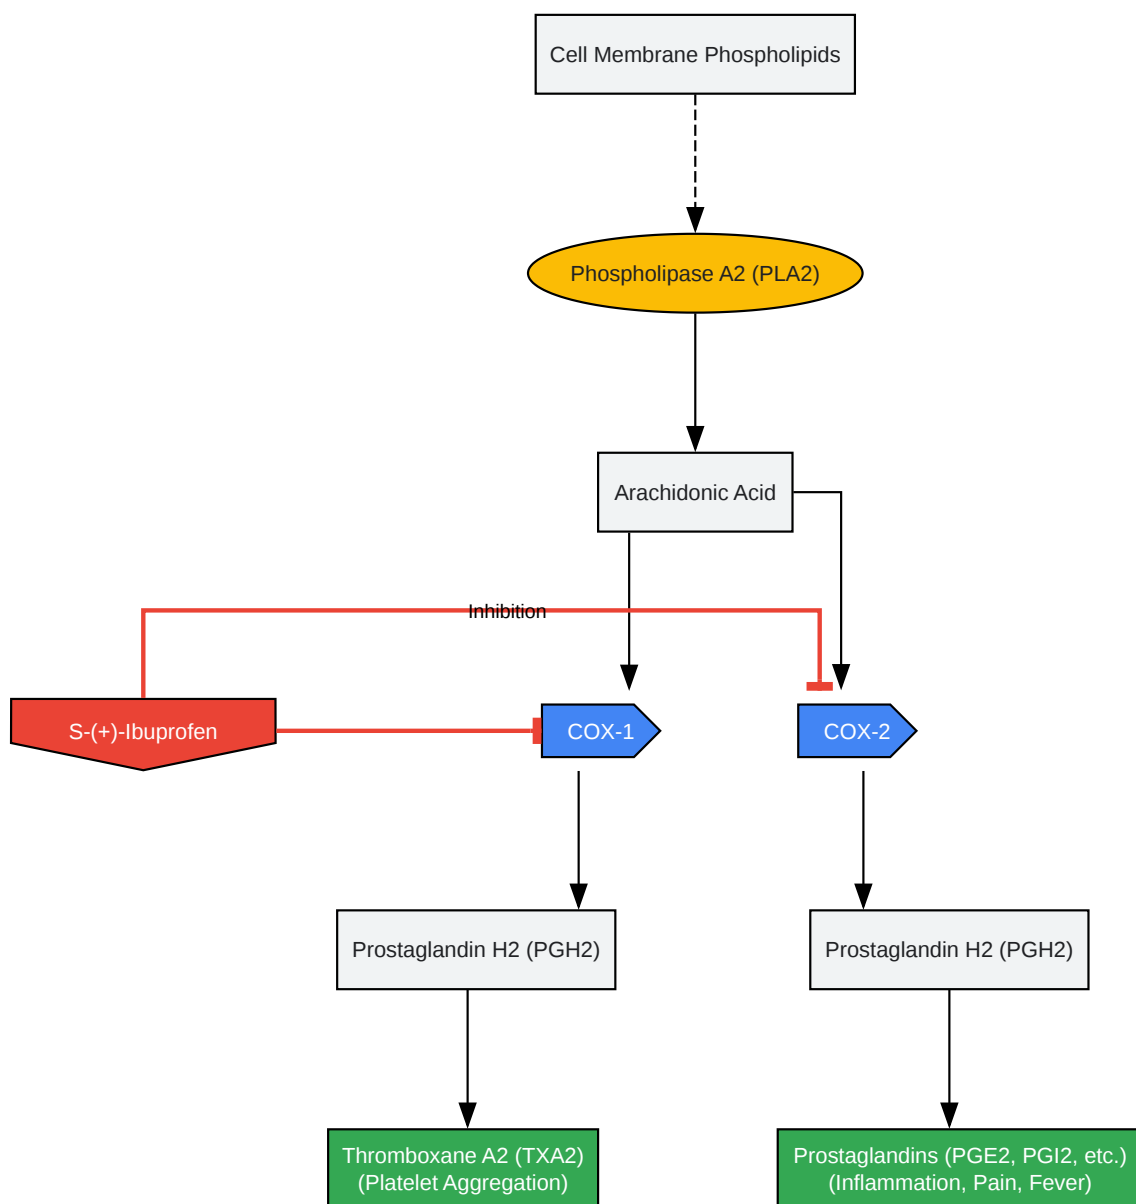 Cell Membrane Phospholipids
Phospholipase A2 (PLA2)
Arachidonic Acid
Inhibition
S-(+)-Ibuprofen
COX-1
COX-2
Prostaglandin H2 (PGH2)
Prostaglandin H2 (PGH2)
Thromboxane A2 (TXA2)
(Platelet Aggregation)
Prostaglandins (PGE2, PGI2, etc.)
(Inflammation, Pain, Fever)